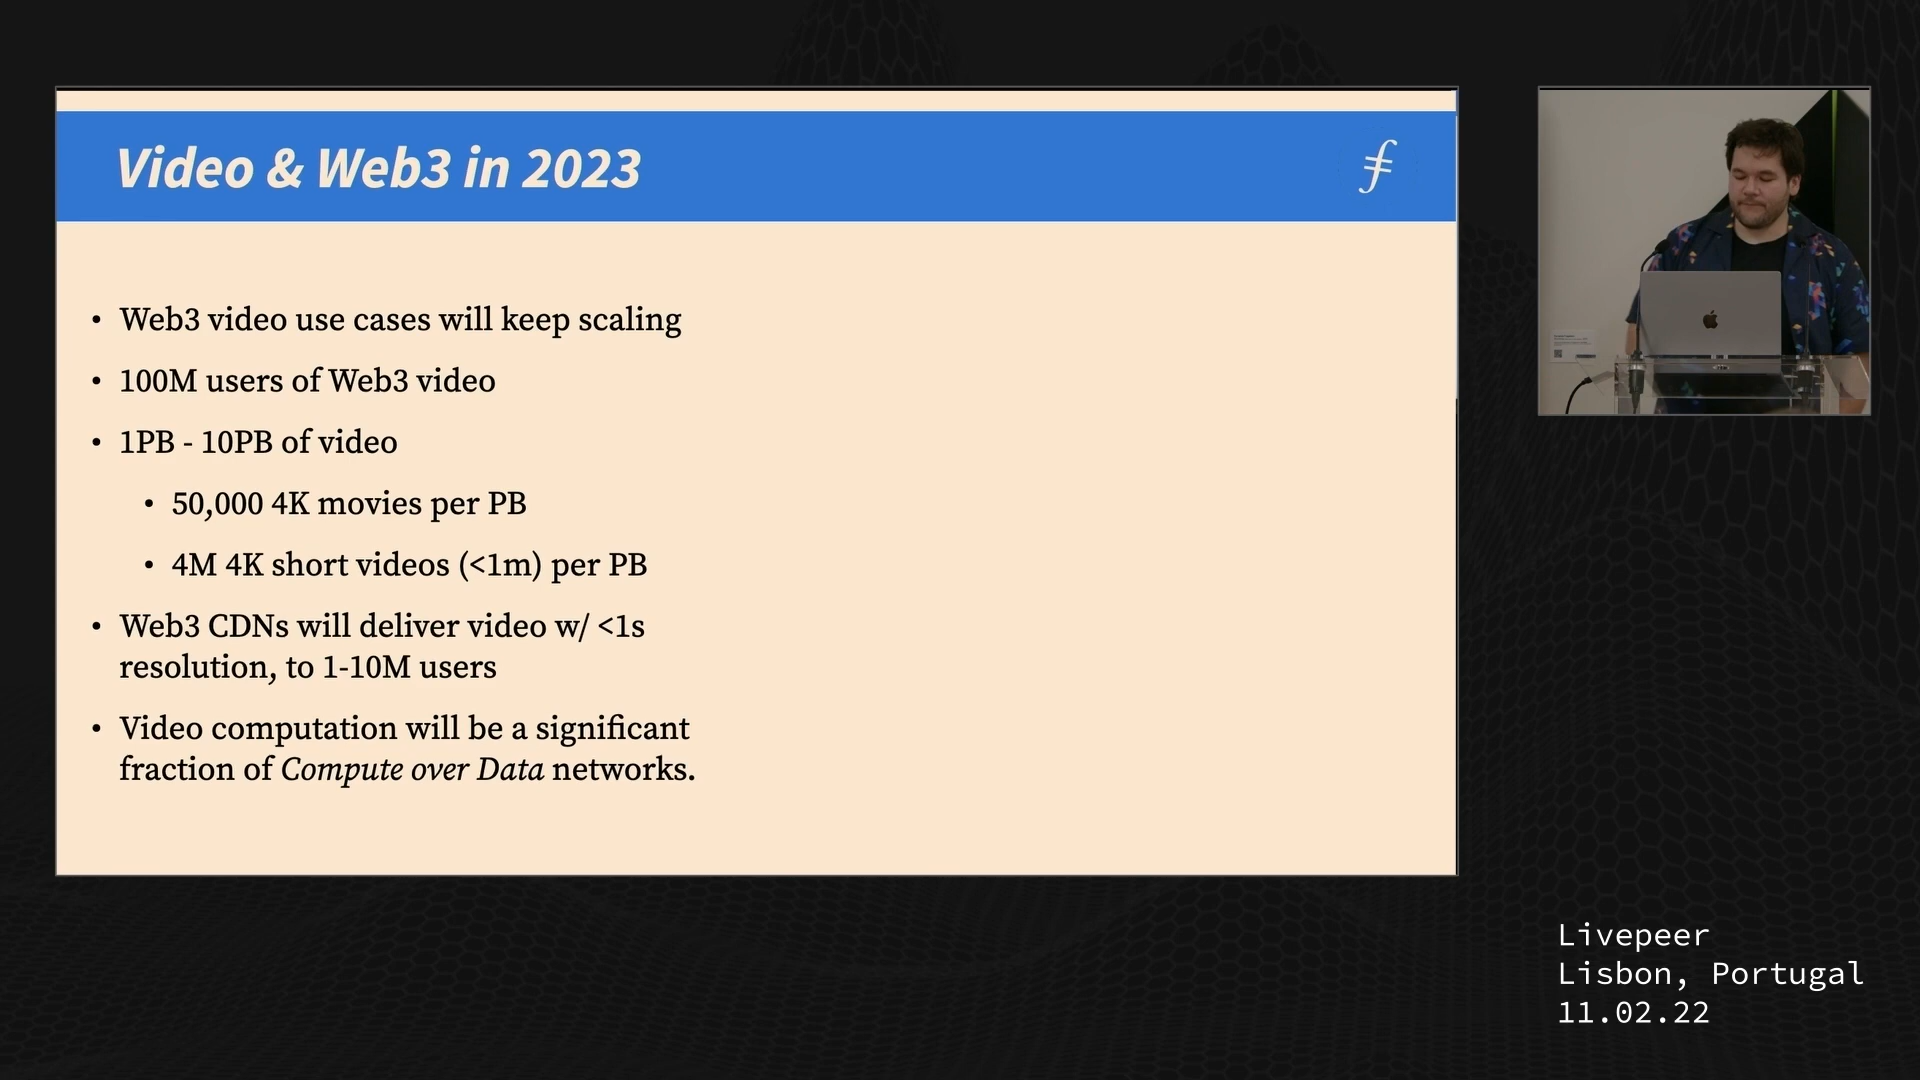 Video & Web3 in 2023
• Web3 video use cases will keep scaling
• 100M users of Web3 video
• 1PB - 10PB of video
• 50,000 4K movies per PB
• 4M 4K short videos (<1m) per PB
• Web3 CDNs will deliver video w/ <1s
resolution, to 1-10M users
• Video computation will be a significant
fraction of Compute over Data networks.
Livepeer
Lisbon, Portugal
11.02.22